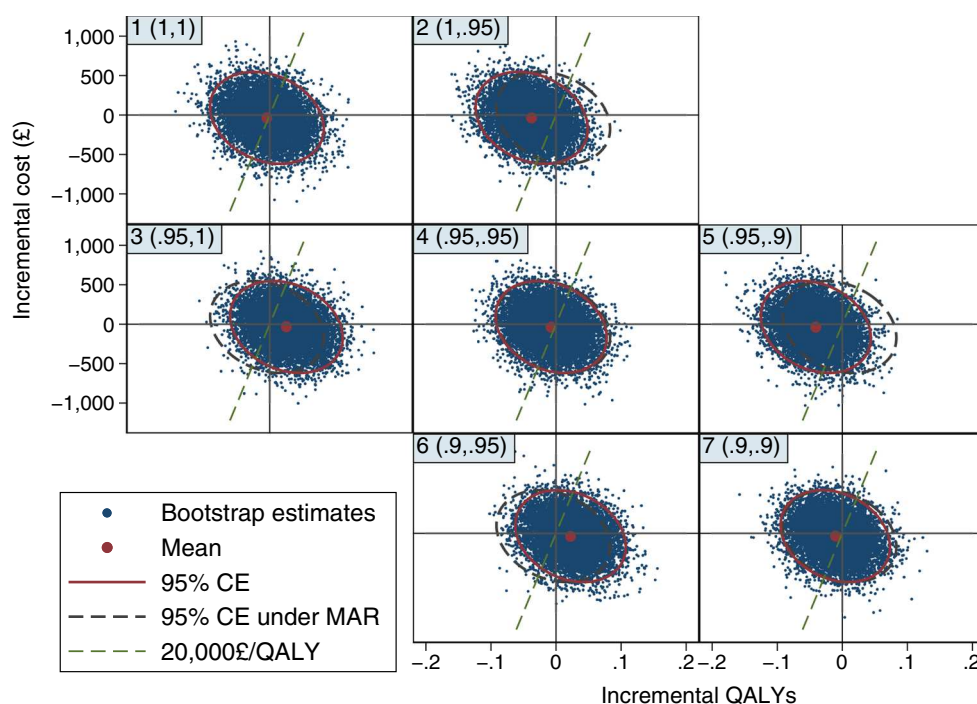 1 (1,1)
2 (1,.95)
1,000
500
0
−500
−1,000
3 (.95,1)
4 (.95,.95)
5 (.95,.9)
1,000
500
0
−500
−1,000
Incremental cost (£)
6 (.9,.95)
7 (.9,.9)
Bootstrap estimates
Mean
95% CE
95% CE under MAR
20,000£/QALY
−.2 −.1 0 .1 .2 −.2 −.1 0 .1 .2
Incremental QALYs